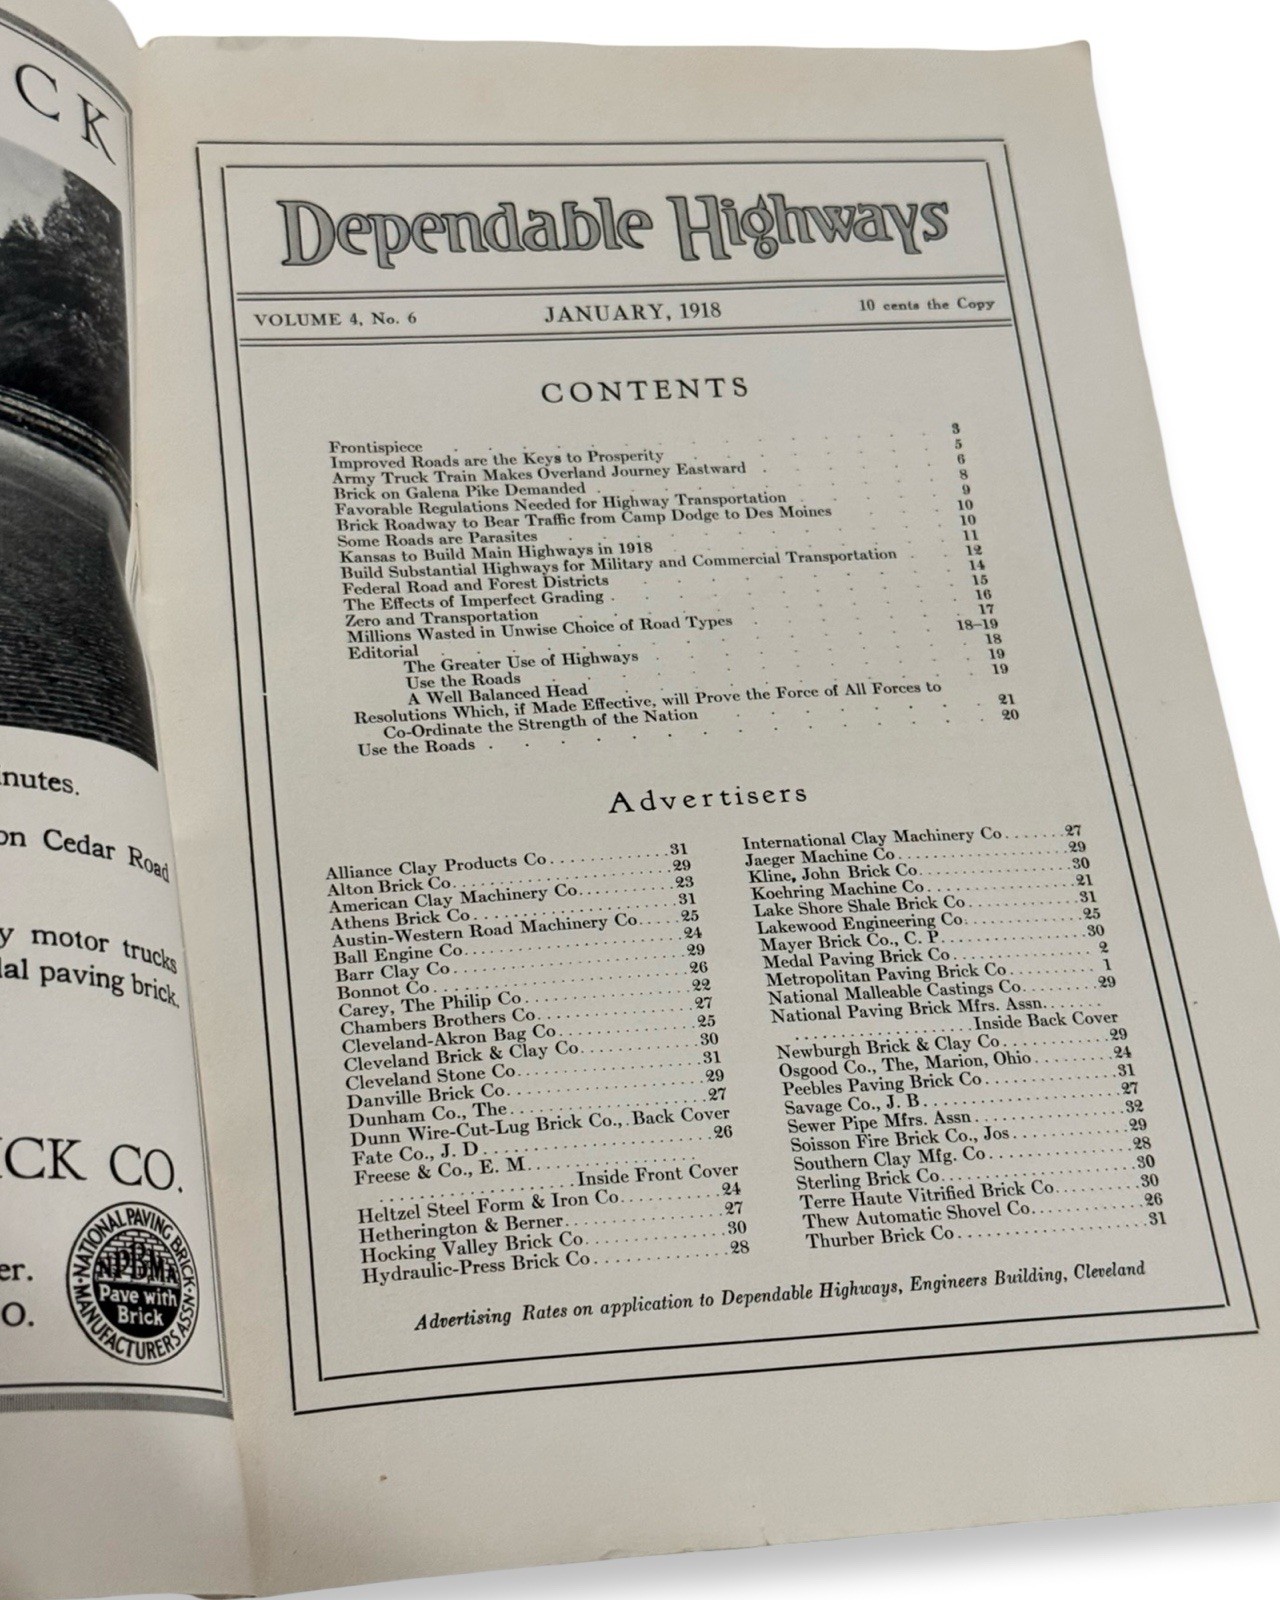 CK
nutes.
on Cedar Road
y motor trucks
dal paving brick.
ICK CO.
er.
O.
NATIONAL PAVING BRICK MANUFACTURERS ASSN.
NPBMA
Pave with
Brick
Dependable Highways
VOLUME 4, No. 6 JANUARY, 1918 10 cents the Copy
CONTENTS
Frontispiece . . . . . . . . . . . . 3
Improved Roads are the Keys to Prosperity . . . . . . . 5
Army Truck Train Makes Overland Journey Eastward . . . . . 6
Brick on Galena Pike Demanded . . . . . . . . . 8
Favorable Regulations Needed for Highway Transportation . . . . 9
Brick Roadway to Bear Traffic from Camp Dodge to Des Moines . . . 10
Some Roads are Parasites . . . . . . . . . . 10
Kansas to Build Main Highways in 1918 . . . . . . . 11
Build Substantial Highways for Military and Commercial Transportation . . 12
Federal Road and Forest Districts . . . . . . . . 14
The Effects of Imperfect Grading . . . . . . . . . 15
Zero and Transportation . . . . . . . . . . 16
Millions Wasted in Unwise Choice of Road Types . . . . . . 17
Editorial . . . . . . . . . . . . 18-19
The Greater Use of Highways . . . . . . . . 18
Use the Roads . . . . . . . . . . 19
A Well Balanced Head . . . . . . . . . 19
Resolutions Which, if Made Effective, will Prove the Force of All Forces to
Co-Ordinate the Strength of the Nation . . . . . . . 21
Use the Roads . . . . . . . . . . . . 20
Advertisers
Alliance Clay Products Co............31
Alton Brick Co............29
American Clay Machinery Co............23
Athens Brick Co............31
Austin-Western Road Machinery Co.....25
Ball Engine Co............24
Barr Clay Co............29
Bonnot Co............26
Carey, The Philip Co............22
Chambers Brothers Co............27
Cleveland-Akron Bag Co............25
Cleveland Brick & Clay Co............30
Cleveland Stone Co............31
Danville Brick Co............29
Dunham Co., The............27
Dunn Wire-Cut-Lug Brick Co.,.Back Cover
Fate Co., J. D............26
Freese & Co., E. M............
............Inside Front Cover
Heltzel Steel Form & Iron Co............24
Hetherington & Berner............27
Hocking Valley Brick Co............30
Hydraulic-Press Brick Co............28
International Clay Machinery Co.......27
Jaeger Machine Co............29
Kline, John Brick Co............30
Koehring Machine Co............21
Lake Shore Shale Brick Co............31
Lakewood Engineering Co............25
Mayer Brick Co., C. P............30
Medal Paving Brick Co............2
Metropolitan Paving Brick Co............1
National Malleable Castings Co............29
National Paving Brick Mfrs. Assn.......
............Inside Back Cover
Newburgh Brick & Clay Co............29
Osgood Co., The, Marion, Ohio............24
Peebles Paving Brick Co............31
Savage Co., J. B............27
Sewer Pipe Mfrs. Assn............32
Soisson Fire Brick Co., Jos............29
Southern Clay Mfg. Co............28
Sterling Brick Co............30
Terre Haute Vitrified Brick Co............30
Thew Automatic Shovel Co............26
Thurber Brick Co............31
Advertising Rates on application to Dependable Highways, Engineers Building, Cleveland